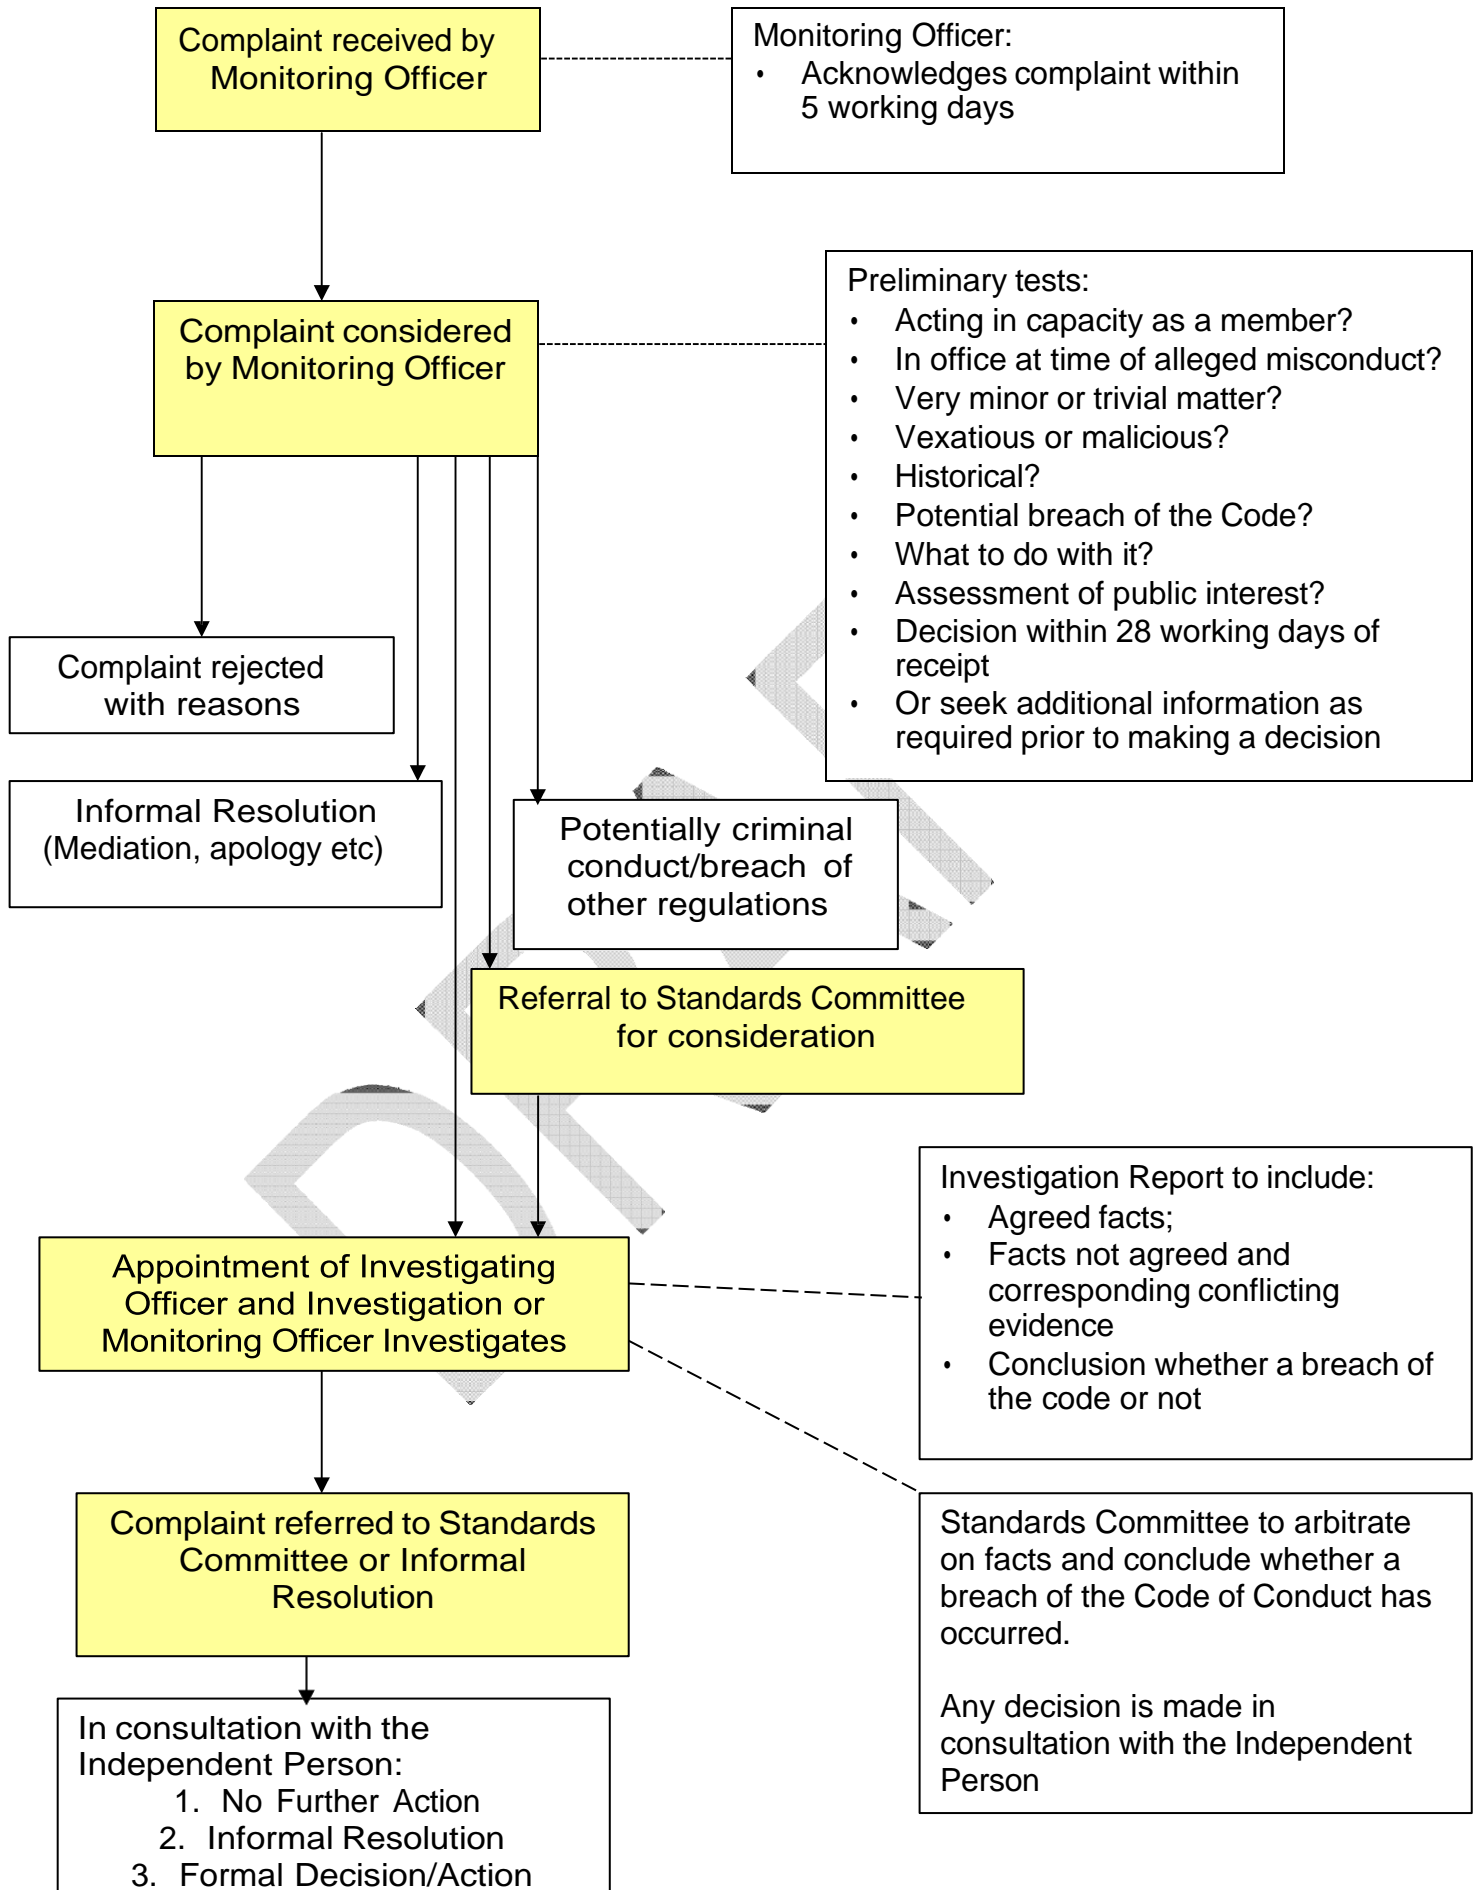 Complaint received by
Monitoring Officer
Monitoring Officer:
• Acknowledges complaint within
5 working days
Complaint considered
by Monitoring Officer
Preliminary tests:
• Acting in capacity as a member?
• In office at time of alleged misconduct?
• Very minor or trivial matter?
• Vexatious or malicious?
• Historical?
• Potential breach of the Code?
• What to do with it?
• Assessment of public interest?
• Decision within 28 working days of
receipt
• Or seek additional information as
required prior to making a decision
Complaint rejected
with reasons
Informal Resolution
(Mediation, apology etc)
Potentially criminal
conduct/breach of
other regulations
Referral to Standards Committee
for consideration
Appointment of Investigating
Officer and Investigation or
Monitoring Officer Investigates
Investigation Report to include:
• Agreed facts;
• Facts not agreed and
corresponding conflicting
evidence
• Conclusion whether a breach of
the code or not
Complaint referred to Standards
Committee or Informal
Resolution
Standards Committee to arbitrate
on facts and conclude whether a
breach of the Code of Conduct has
occurred.
Any decision is made in
consultation with the Independent
Person
In consultation with the
Independent Person:
1. No Further Action
2. Informal Resolution
3. Formal Decision/Action
DRAFT